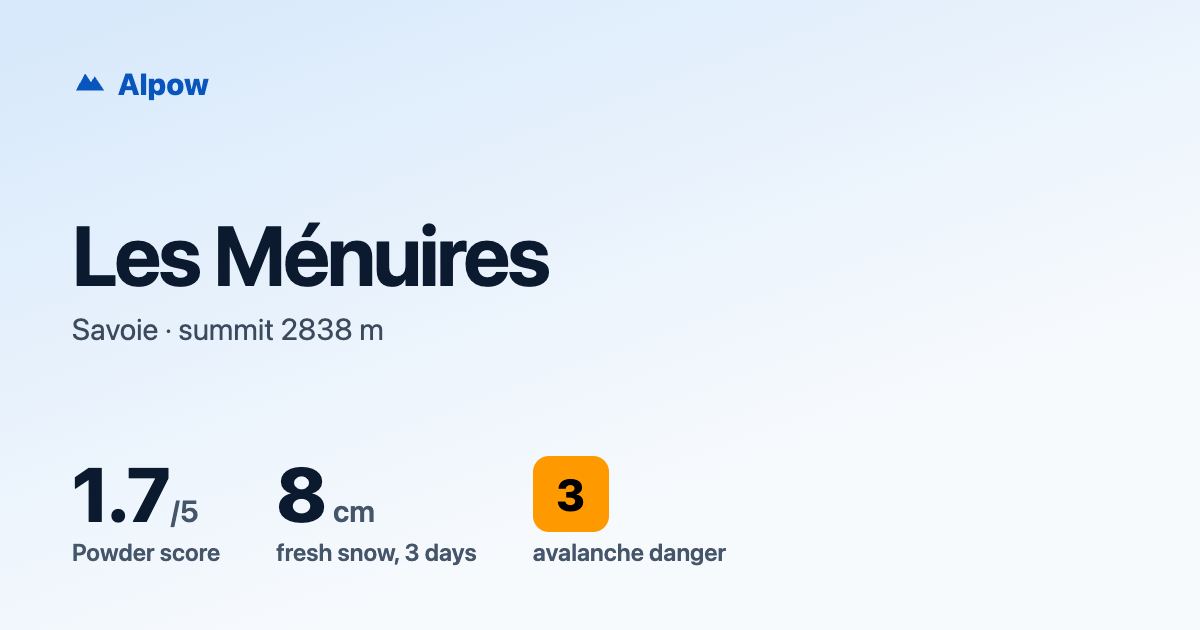 Alpow
Les Ménuires
Savoie · summit 2838 m
1.7/5
Powder score
8 cm
fresh snow, 3 days
3
avalanche danger